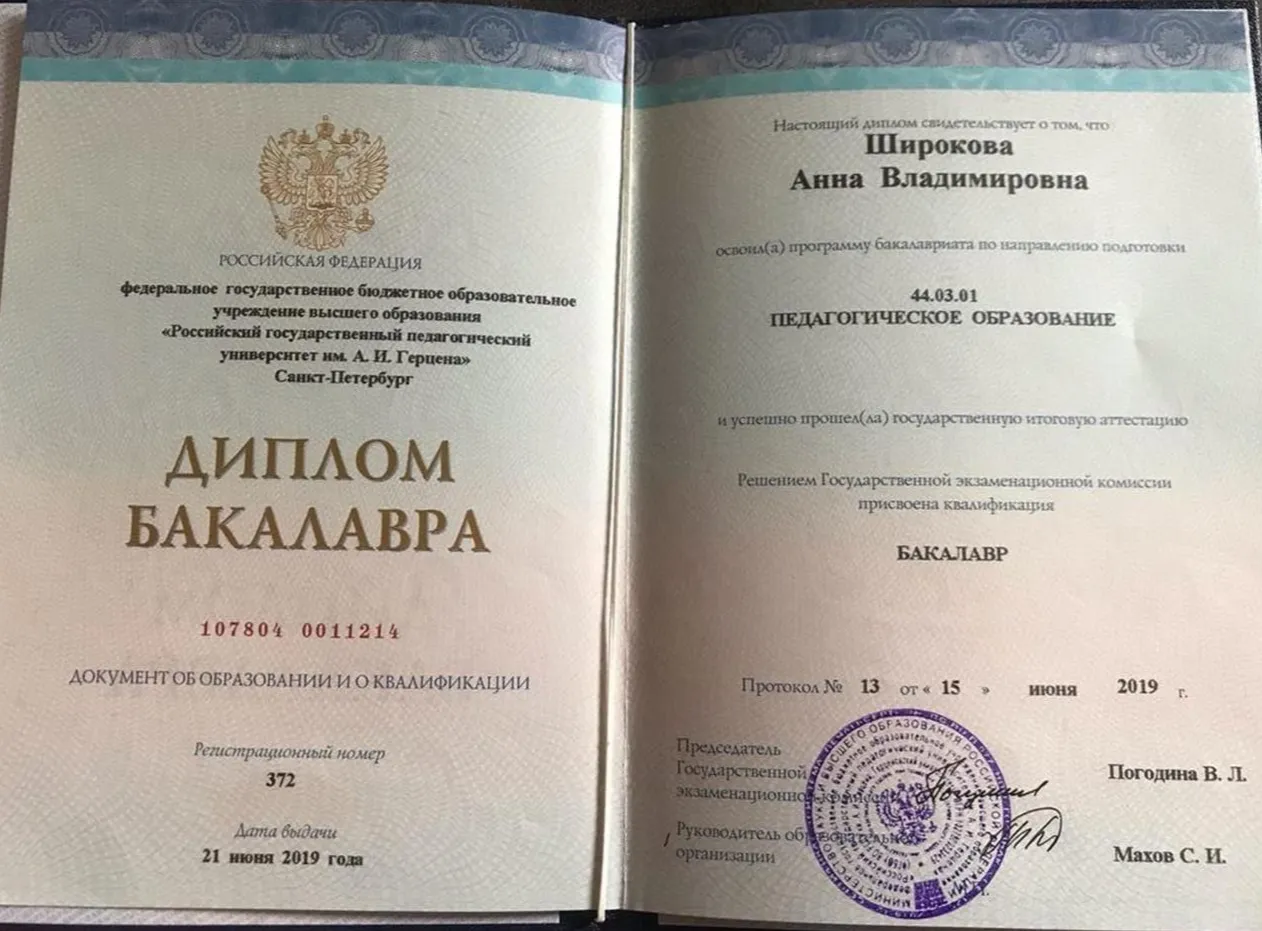 РОССИЙСКАЯ ФЕДЕРАЦИЯ
федеральное государственное бюджетное образовательное
учреждение высшего образования
«Российский государственный педагогический
университет им. А. И. Герцена»
Санкт-Петербург
ДИПЛОМ
БАКАЛАВРА
107804 0011214
ДОКУМЕНТ ОБ ОБРАЗОВАНИИ И О КВАЛИФИКАЦИИ
Регистрационный номер
372
Дата выдачи
21 июня 2019 года
Настоящий диплом свидетельствует о том, что
Широкова
Анна Владимировна
освоил(а) программу бакалавриата по направлению подготовки
44.03.01
ПЕДАГОГИЧЕСКОЕ ОБРАЗОВАНИЕ
и успешно прошел(ла) государственную итоговую аттестацию
Решением Государственной экзаменационной комиссии
присвоена квалификация
БАКАЛАВР
Протокол № 13 от « 15 » июня 2019 г.
Председатель
Государственной
экзаменационной комиссии
Погодина В. Л.
Руководитель образовательной
организации
Махов С. И.